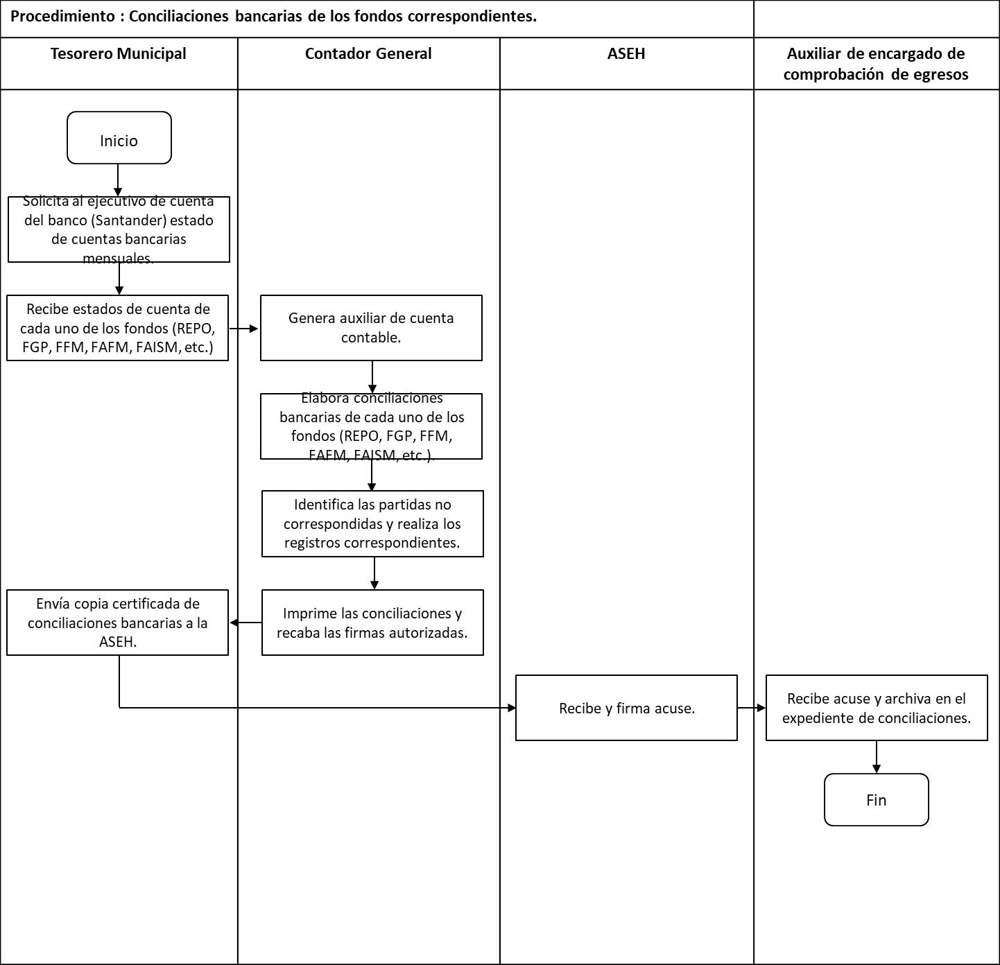 Procedimiento : Conciliaciones bancarias de los fondos correspondientes.
Tesorero Municipal
Contador General
ASEH
Auxiliar de encargado de
comprobación de egresos
Inicio
Solicita al ejecutivo de cuenta
del banco (Santander) estado
de cuentas bancarias
mensuales.
Recibe estados de cuenta de
cada uno de los fondos (REPO,
FGP, FFM, FAFM, FAISM, etc.)
Genera auxiliar de cuenta
contable.
Elabora conciliaciones
bancarias de cada uno de los
fondos (REPO, FGP, FFM,
FAFM, FAISM, etc.).
Identifica las partidas no
correspondidas y realiza los
registros correspondientes.
Imprime las conciliaciones y
recaba las firmas autorizadas.
Envía copia certificada de
conciliaciones bancarias a la
ASEH.
Recibe y firma acuse.
Recibe acuse y archiva en el
expediente de conciliaciones.
Fin